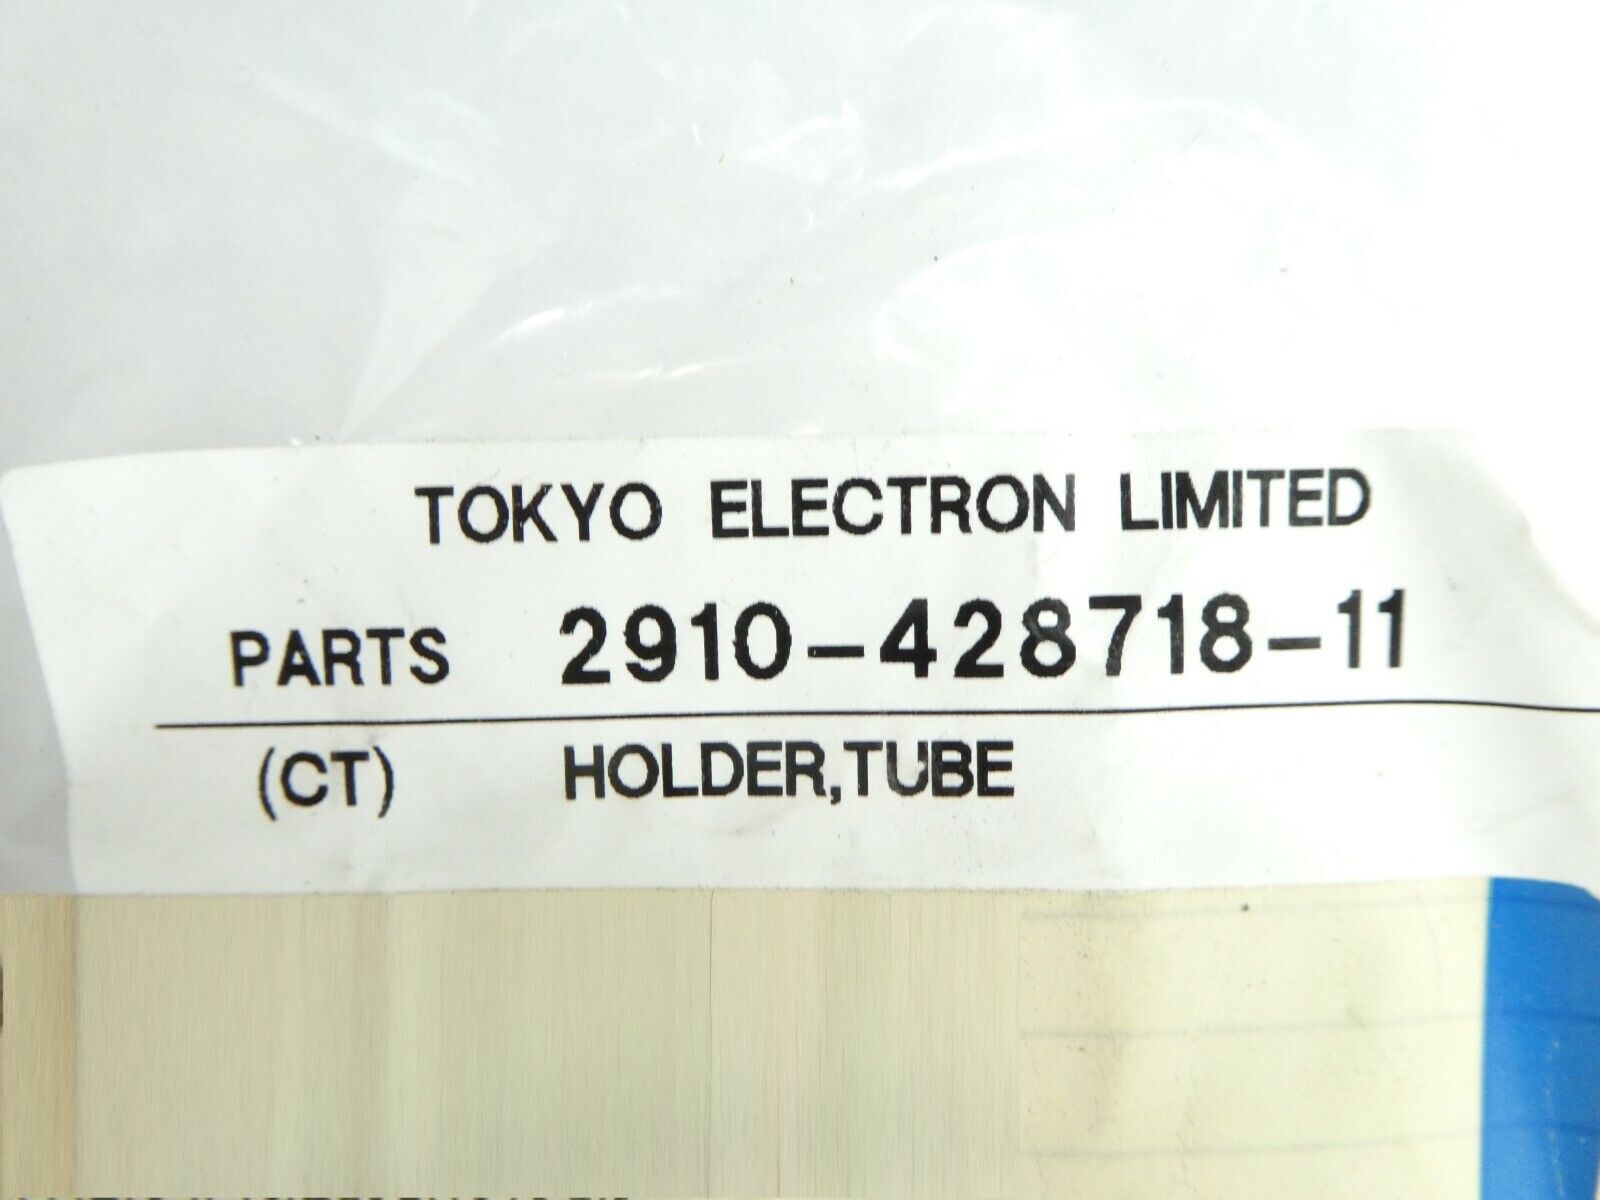 TOKYO ELECTRON LIMITED
PARTS 2910-428718-11
(CT) HOLDER,TUBE